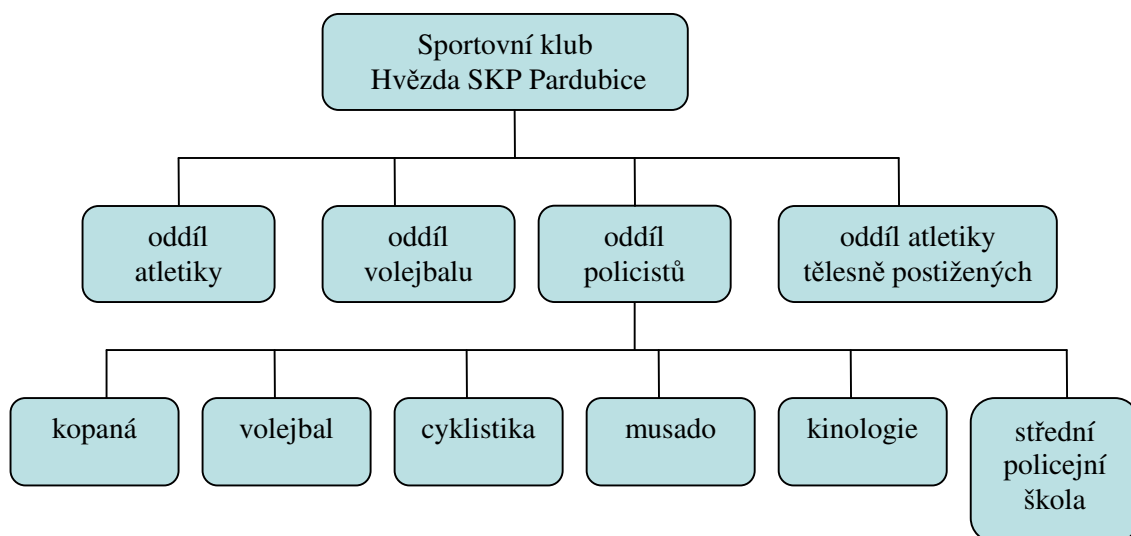 Sportovní klub
Hvězda SKP Pardubice
oddíl
atletiky
oddíl
volejbalu
oddíl
policistů
oddíl atletiky
tělesně postižených
kopaná
volejbal
cyklistika
musado
kinologie
střední
policejní
škola